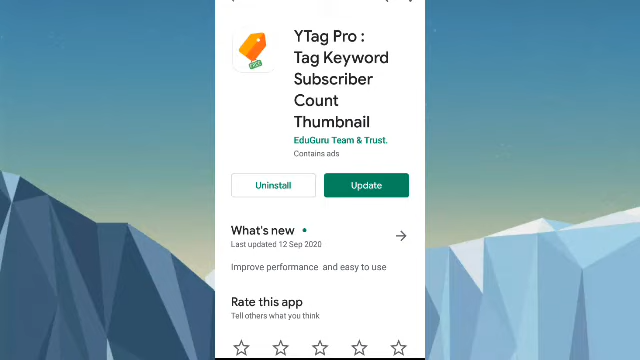 FREE
YTag Pro :
Tag Keyword
Subscriber
Count
Thumbnail
EduGuru Team & Trust.
Contains ads
Uninstall
Update
What's new
Last updated 12 Sep 2020
Improve performance and easy to use
Rate this app
Tell others what you think